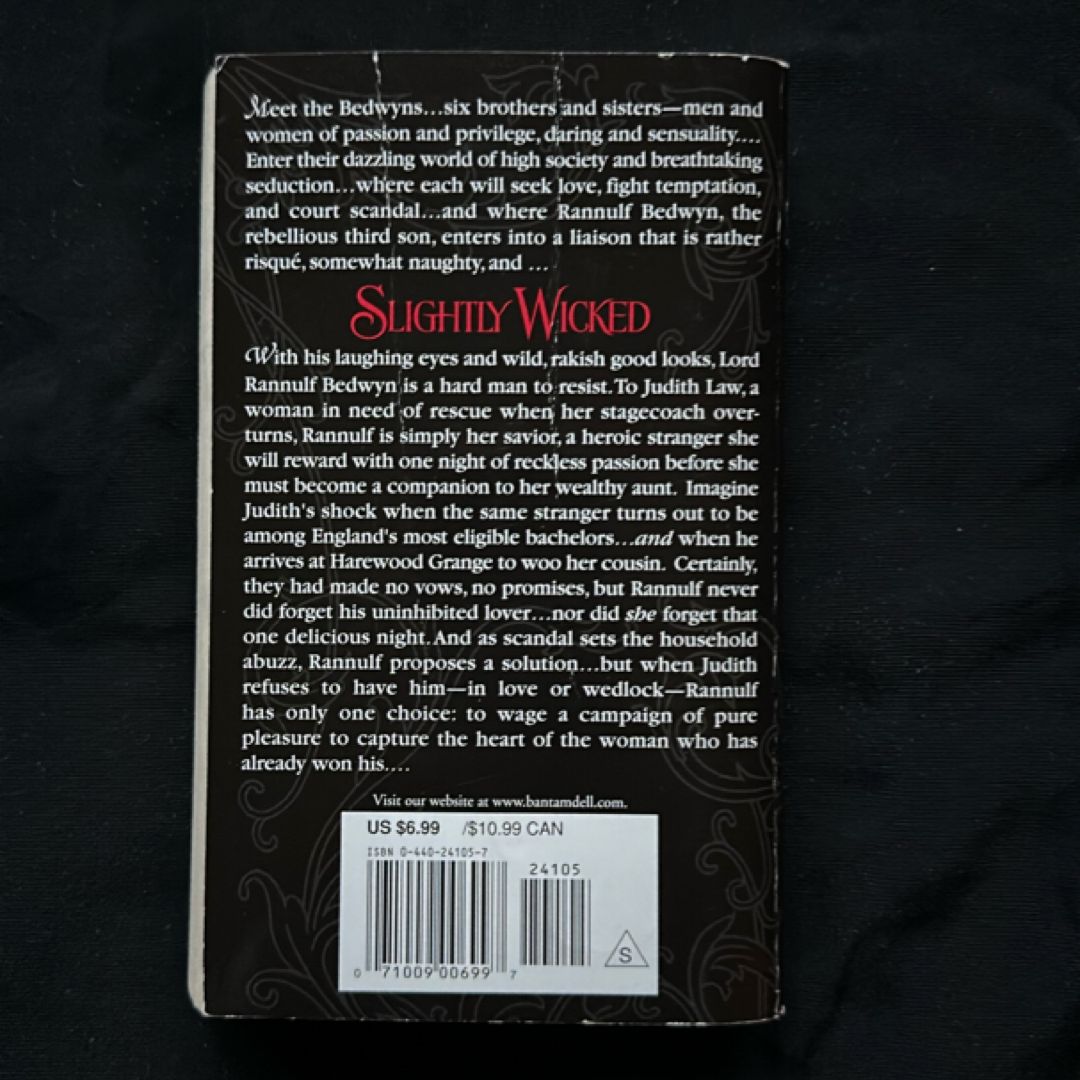 Meet the Bedwyns...six brothers and sisters—men and
women of passion and privilege, daring and sensuality....
Enter their dazzling world of high society and breathtaking
seduction...where each will seek love, fight temptation,
and court scandal...and where Rannulf Bedwyn, the
rebellious third son, enters into a liaison that is rather
risqué, somewhat naughty, and ...
SLIGHTLY WICKED
With his laughing eyes and wild, rakish good looks, Lord
Rannulf Bedwyn is a hard man to resist. To Judith Law, a
woman in need of rescue when her stagecoach over-
turns, Rannulf is simply her savior, a heroic stranger she
will reward with one night of reckless passion before she
must become a companion to her wealthy aunt. Imagine
Judith's shock when the same stranger turns out to be
among England's most eligible bachelors...and when he
arrives at Harewood Grange to woo her cousin. Certainly,
they had made no vows, no promises, but Rannulf never
did forget his uninhibited lover...nor did she forget that
one delicious night. And as scandal sets the household
abuzz, Rannulf proposes a solution...but when Judith
refuses to have him—in love or wedlock—Rannulf
has only one choice: to wage a campaign of pure
pleasure to capture the heart of the woman who has
already won his....
Visit our website at www.bantamdell.com.
US $6.99 /$10.99 CAN
ISBN 0-440-24105-7
24105
0 71009 00699 7
S